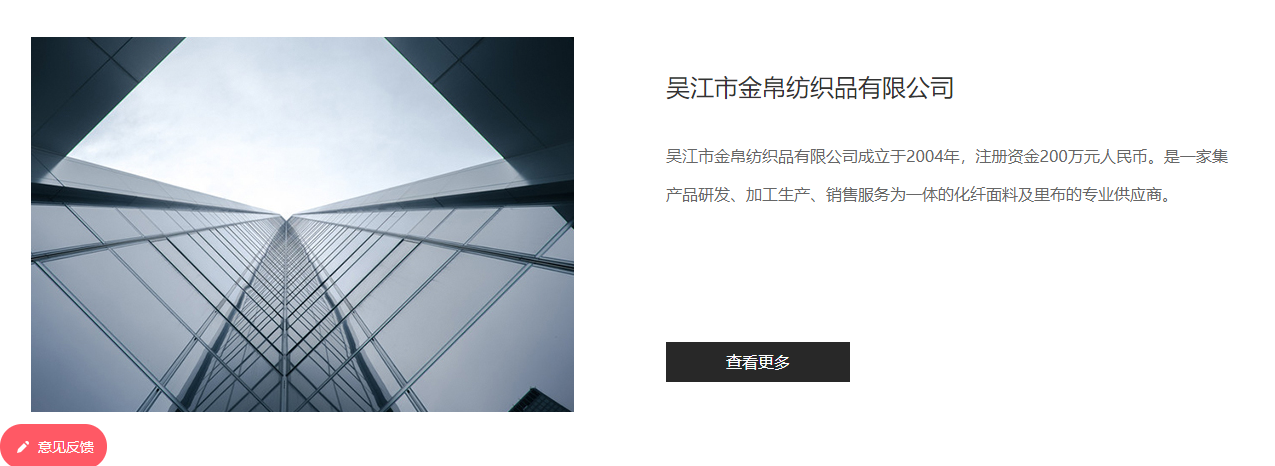 吴江市金帛纺织品有限公司
吴江市金帛纺织品有限公司成立于2004年，注册资金200万元人民币。是一家集
产品研发、加工生产、销售服务为一体的化纤面料及里布的专业供应商。
查看更多
意见反馈